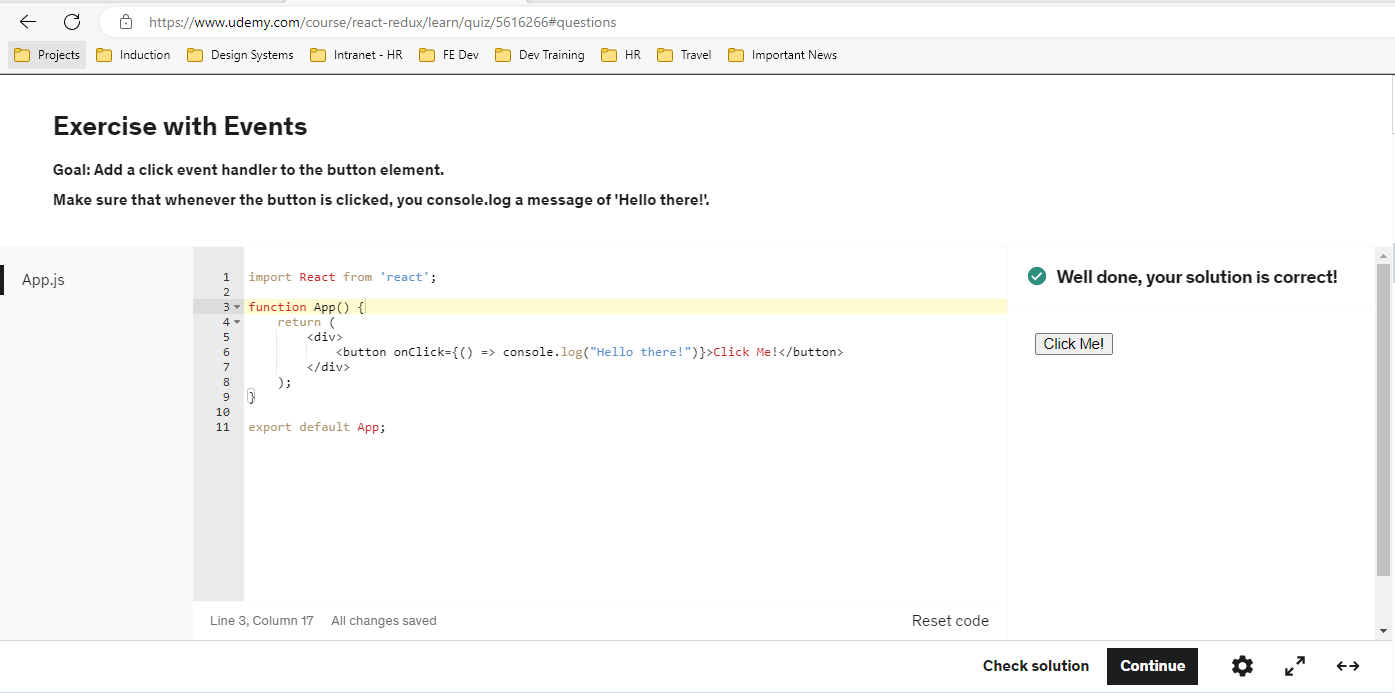 https://www.udemy.com/course/react-redux/learn/quiz/5616266#questions
Projects Induction Design Systems Intranet - HR FE Dev Dev Training HR Travel Important News
Exercise with Events
Goal: Add a click event handler to the button element.
Make sure that whenever the button is clicked, you console.log a message of 'Hello there!'.
App.js
1 import React from 'react';
2
3 function App() {
4 return (
5 <div>
6 <button onClick={() => console.log("Hello there!")}>Click Me!</button>
7 </div>
8 );
9 }
10
11 export default App;
Well done, your solution is correct!
Click Me!
Line 3, Column 17 All changes saved
Reset code
Check solution Continue